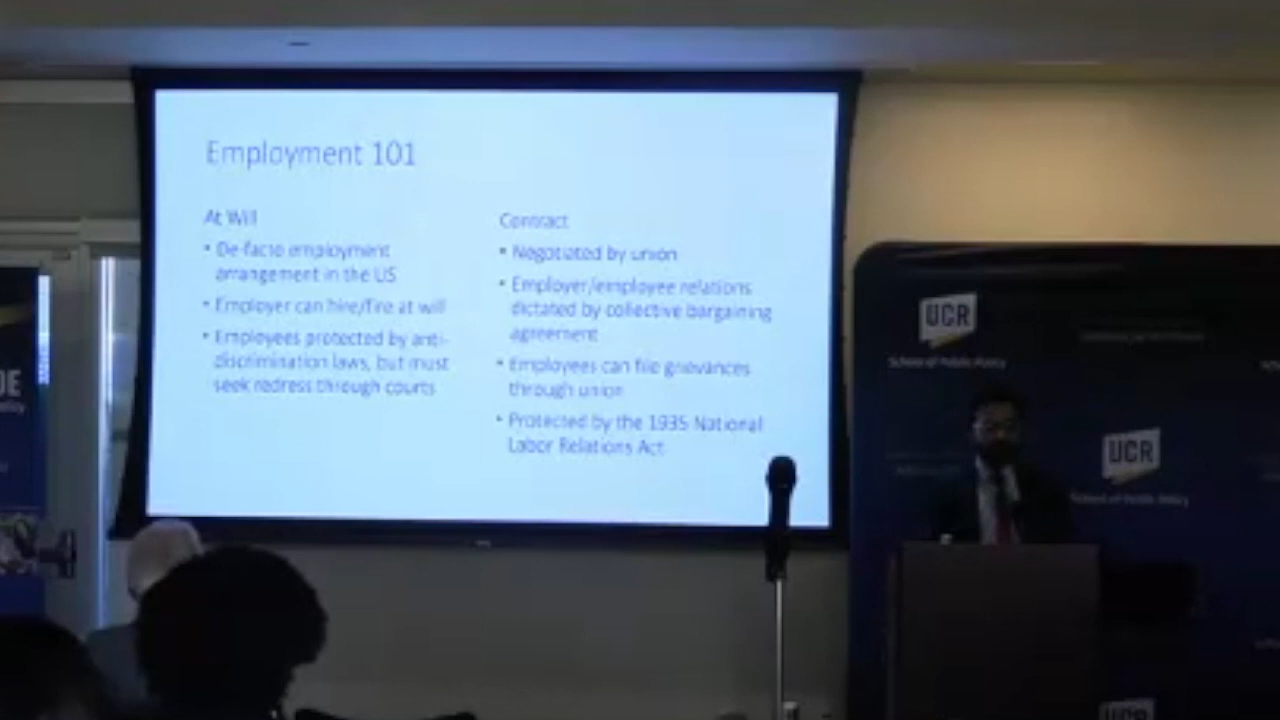 Employment 101
At Will
• De-facto employment
arrangement in the US
• Employer can hire/fire at will
• Employees protected by anti-
discrimination laws, but must
seek redress through courts
Contract
• Negotiated by union
• Employer/employee relations
dictated by collective bargaining
agreement
• Employees can file grievances
through union
• Protected by the 1935 National
Labor Relations Act
UCR
School of Public Policy
UCR
School of Public Policy
UCR